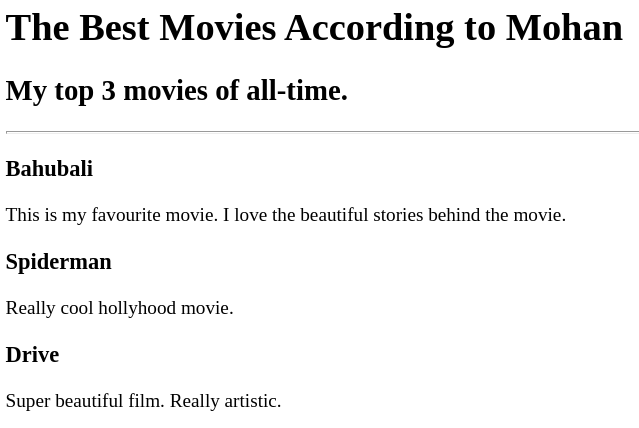 The Best Movies According to Mohan
My top 3 movies of all-time.
Bahubali
This is my favourite movie. I love the beautiful stories behind the movie.
Spiderman
Really cool hollyhood movie.
Drive
Super beautiful film. Really artistic.